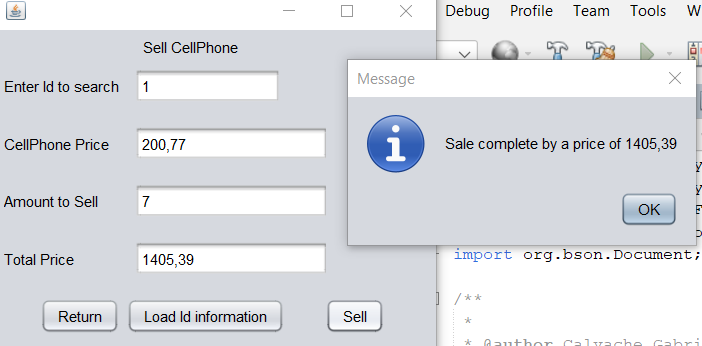 Sell CellPhone
Enter Id to search
1
CellPhone Price
200,77
Amount to Sell
7
Total Price
1405,39
Return
Load Id information
Sell
Debug Profile Team Tools
Message
Sale complete by a price of 1405,39
OK
import org.bson.Document;
/**
*
* @author Calvache Gabri